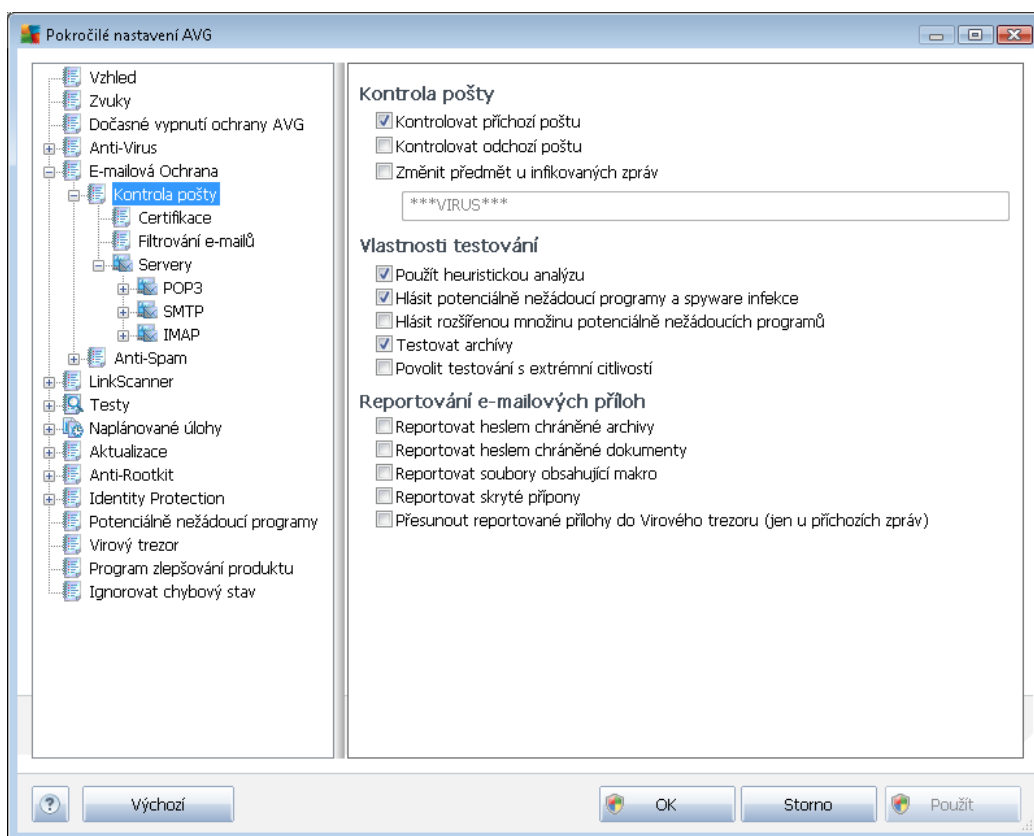 Pokročilé nastavení AVG
Vzhled
Zvuky
Dočasné vypnutí ochrany AVG
Anti-Virus
E-mailová Ochrana
Kontrola pošty
Certifikace
Filtrování e-mailů
Servery
POP3
SMTP
IMAP
Anti-Spam
LinkScanner
Testy
Naplánované úlohy
Aktualizace
Anti-Rootkit
Identity Protection
Potenciálně nežádoucí programy
Virový trezor
Program zlepšování produktu
Ignorovat chybový stav
Kontrola pošty
Kontrolovat příchozí poštu
Kontrolovat odchozí poštu
Změnit předmět u infikovaných zpráv
***VIRUS***
Vlastnosti testování
Použít heuristickou analýzu
Hlásit potenciálně nežádoucí programy a spyware infekce
Hlásit rozšířenou množinu potenciálně nežádoucích programů
Testovat archívy
Povolit testování s extrémní citlivostí
Reportování e-mailových příloh
Reportovat heslem chráněné archivy
Reportovat heslem chráněné dokumenty
Reportovat soubory obsahující makro
Reportovat skryté přípony
Přesunout reportované přílohy do Virového trezoru (jen u příchozích zpráv)
?
Výchozí
OK
Storno
Použít